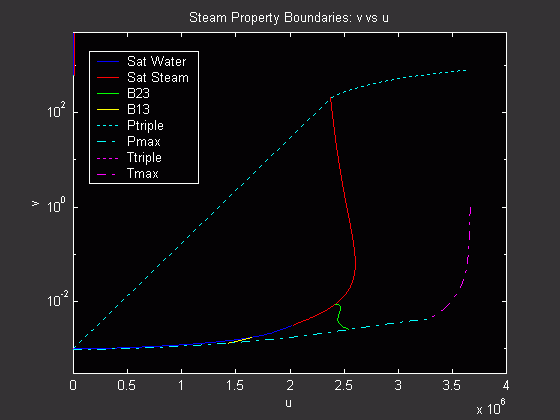 Steam Property Boundaries: v vs u
Sat Water
Sat Steam
B23
B13
Ptriple
Pmax
Ttriple
Tmax
10^2
10^0
10^-2
v
0 0.5 1 1.5 2 2.5 3 3.5 4
x 10^6
u